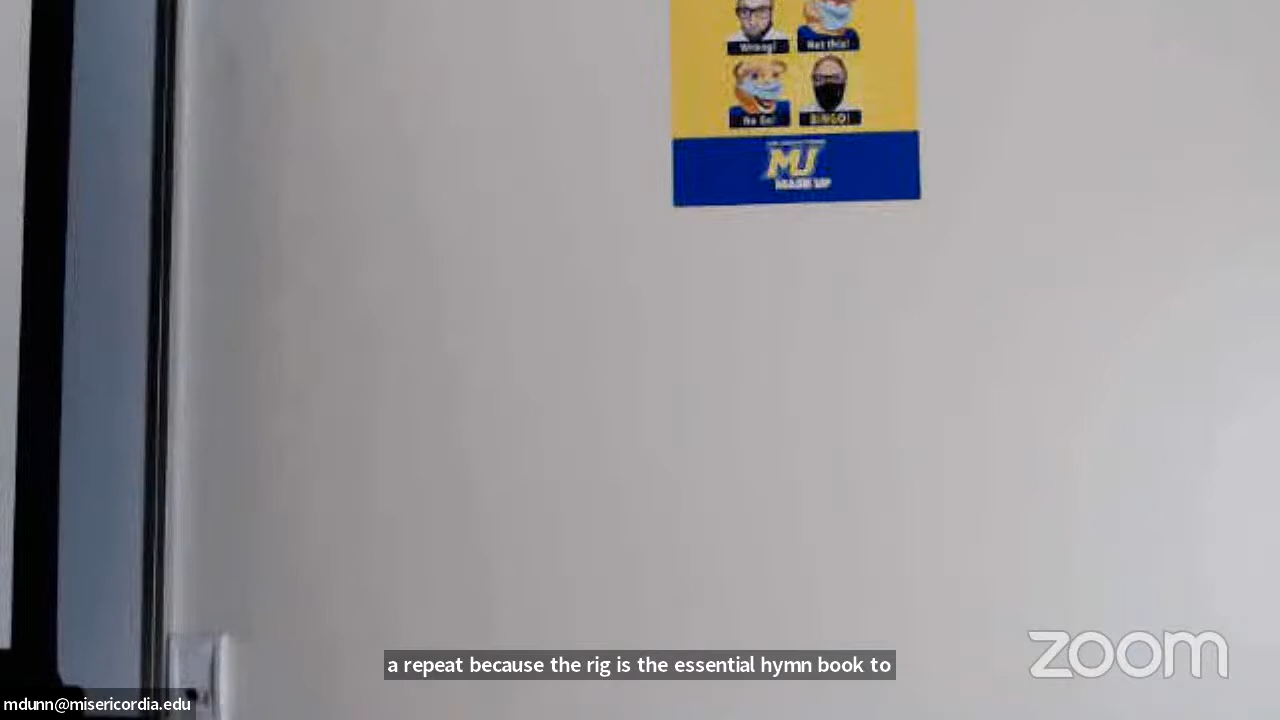 Wrong!
Not this!
No Go!
BINGO!
MU
MASK UP
a repeat because the rig is the essential hymn book to
zoom
mdunn@misericordia.edu